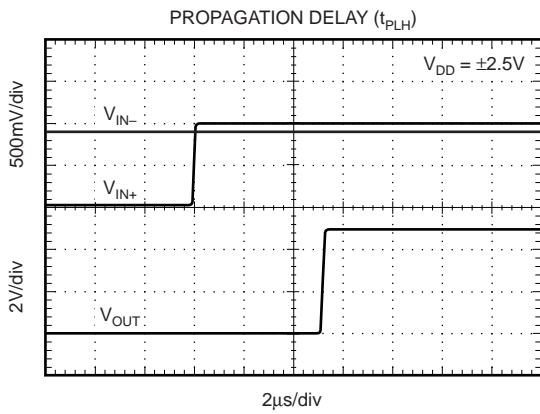 PROPAGATION DELAY (tPLH)
VDD = ±2.5V
500mV/div
VIN–
VIN+
2V/div
VOUT
2µs/div